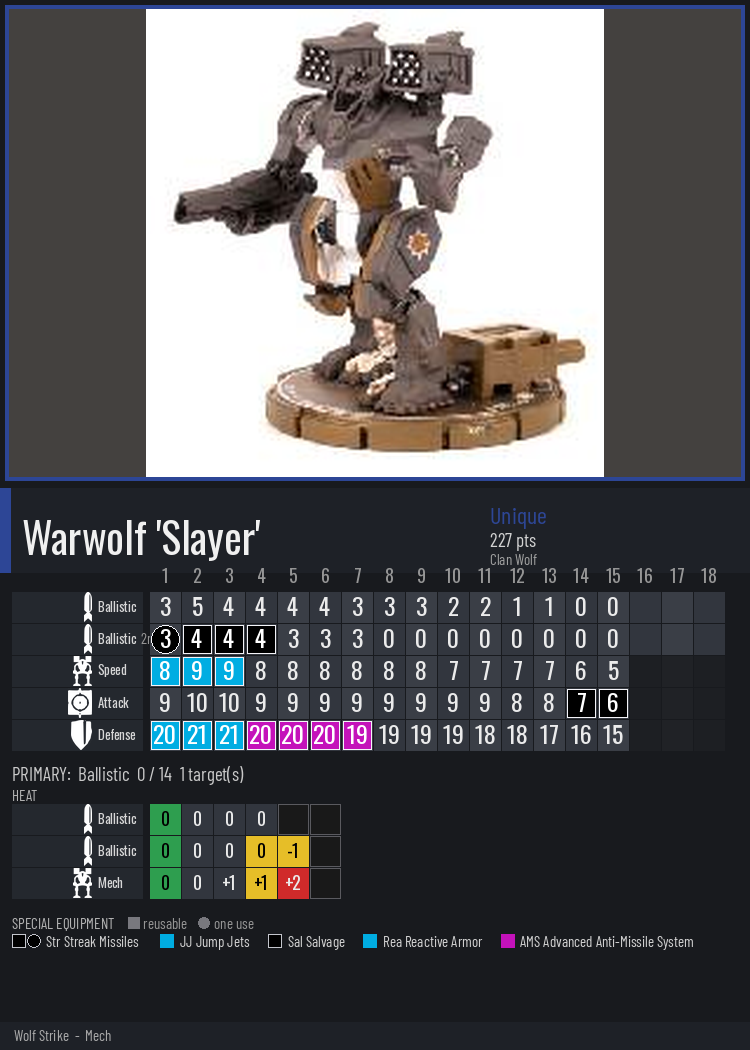 Warwolf 'Slayer'
Unique
227 pts
Clan Wolf
1 2 3 4 5 6 7 8 9 10 11 12 13 14 15 16 17 18
Ballistic 3 5 4 4 4 4 3 3 3 2 2 1 1 0 0
Ballistic 3 4 4 4 3 3 3 0 0 0 0 0 0 0 0
Speed 8 9 9 8 8 8 8 8 8 7 7 7 7 6 5
Attack 9 10 10 9 9 9 9 9 9 9 9 8 8 7 6
Defense 20 21 21 20 20 20 19 19 19 19 18 18 17 16 15
PRIMARY: Ballistic 0 / 14 1 target(s)
HEAT
Ballistic 0 0 0 0
Ballistic 0 0 0 0 -1
Mech 0 0 +1 +1 +2
SPECIAL EQUIPMENT reusable one use
Str Streak Missiles JJ Jump Jets Sal Salvage Rea Reactive Armor AMS Advanced Anti-Missile System
Wolf Strike - Mech